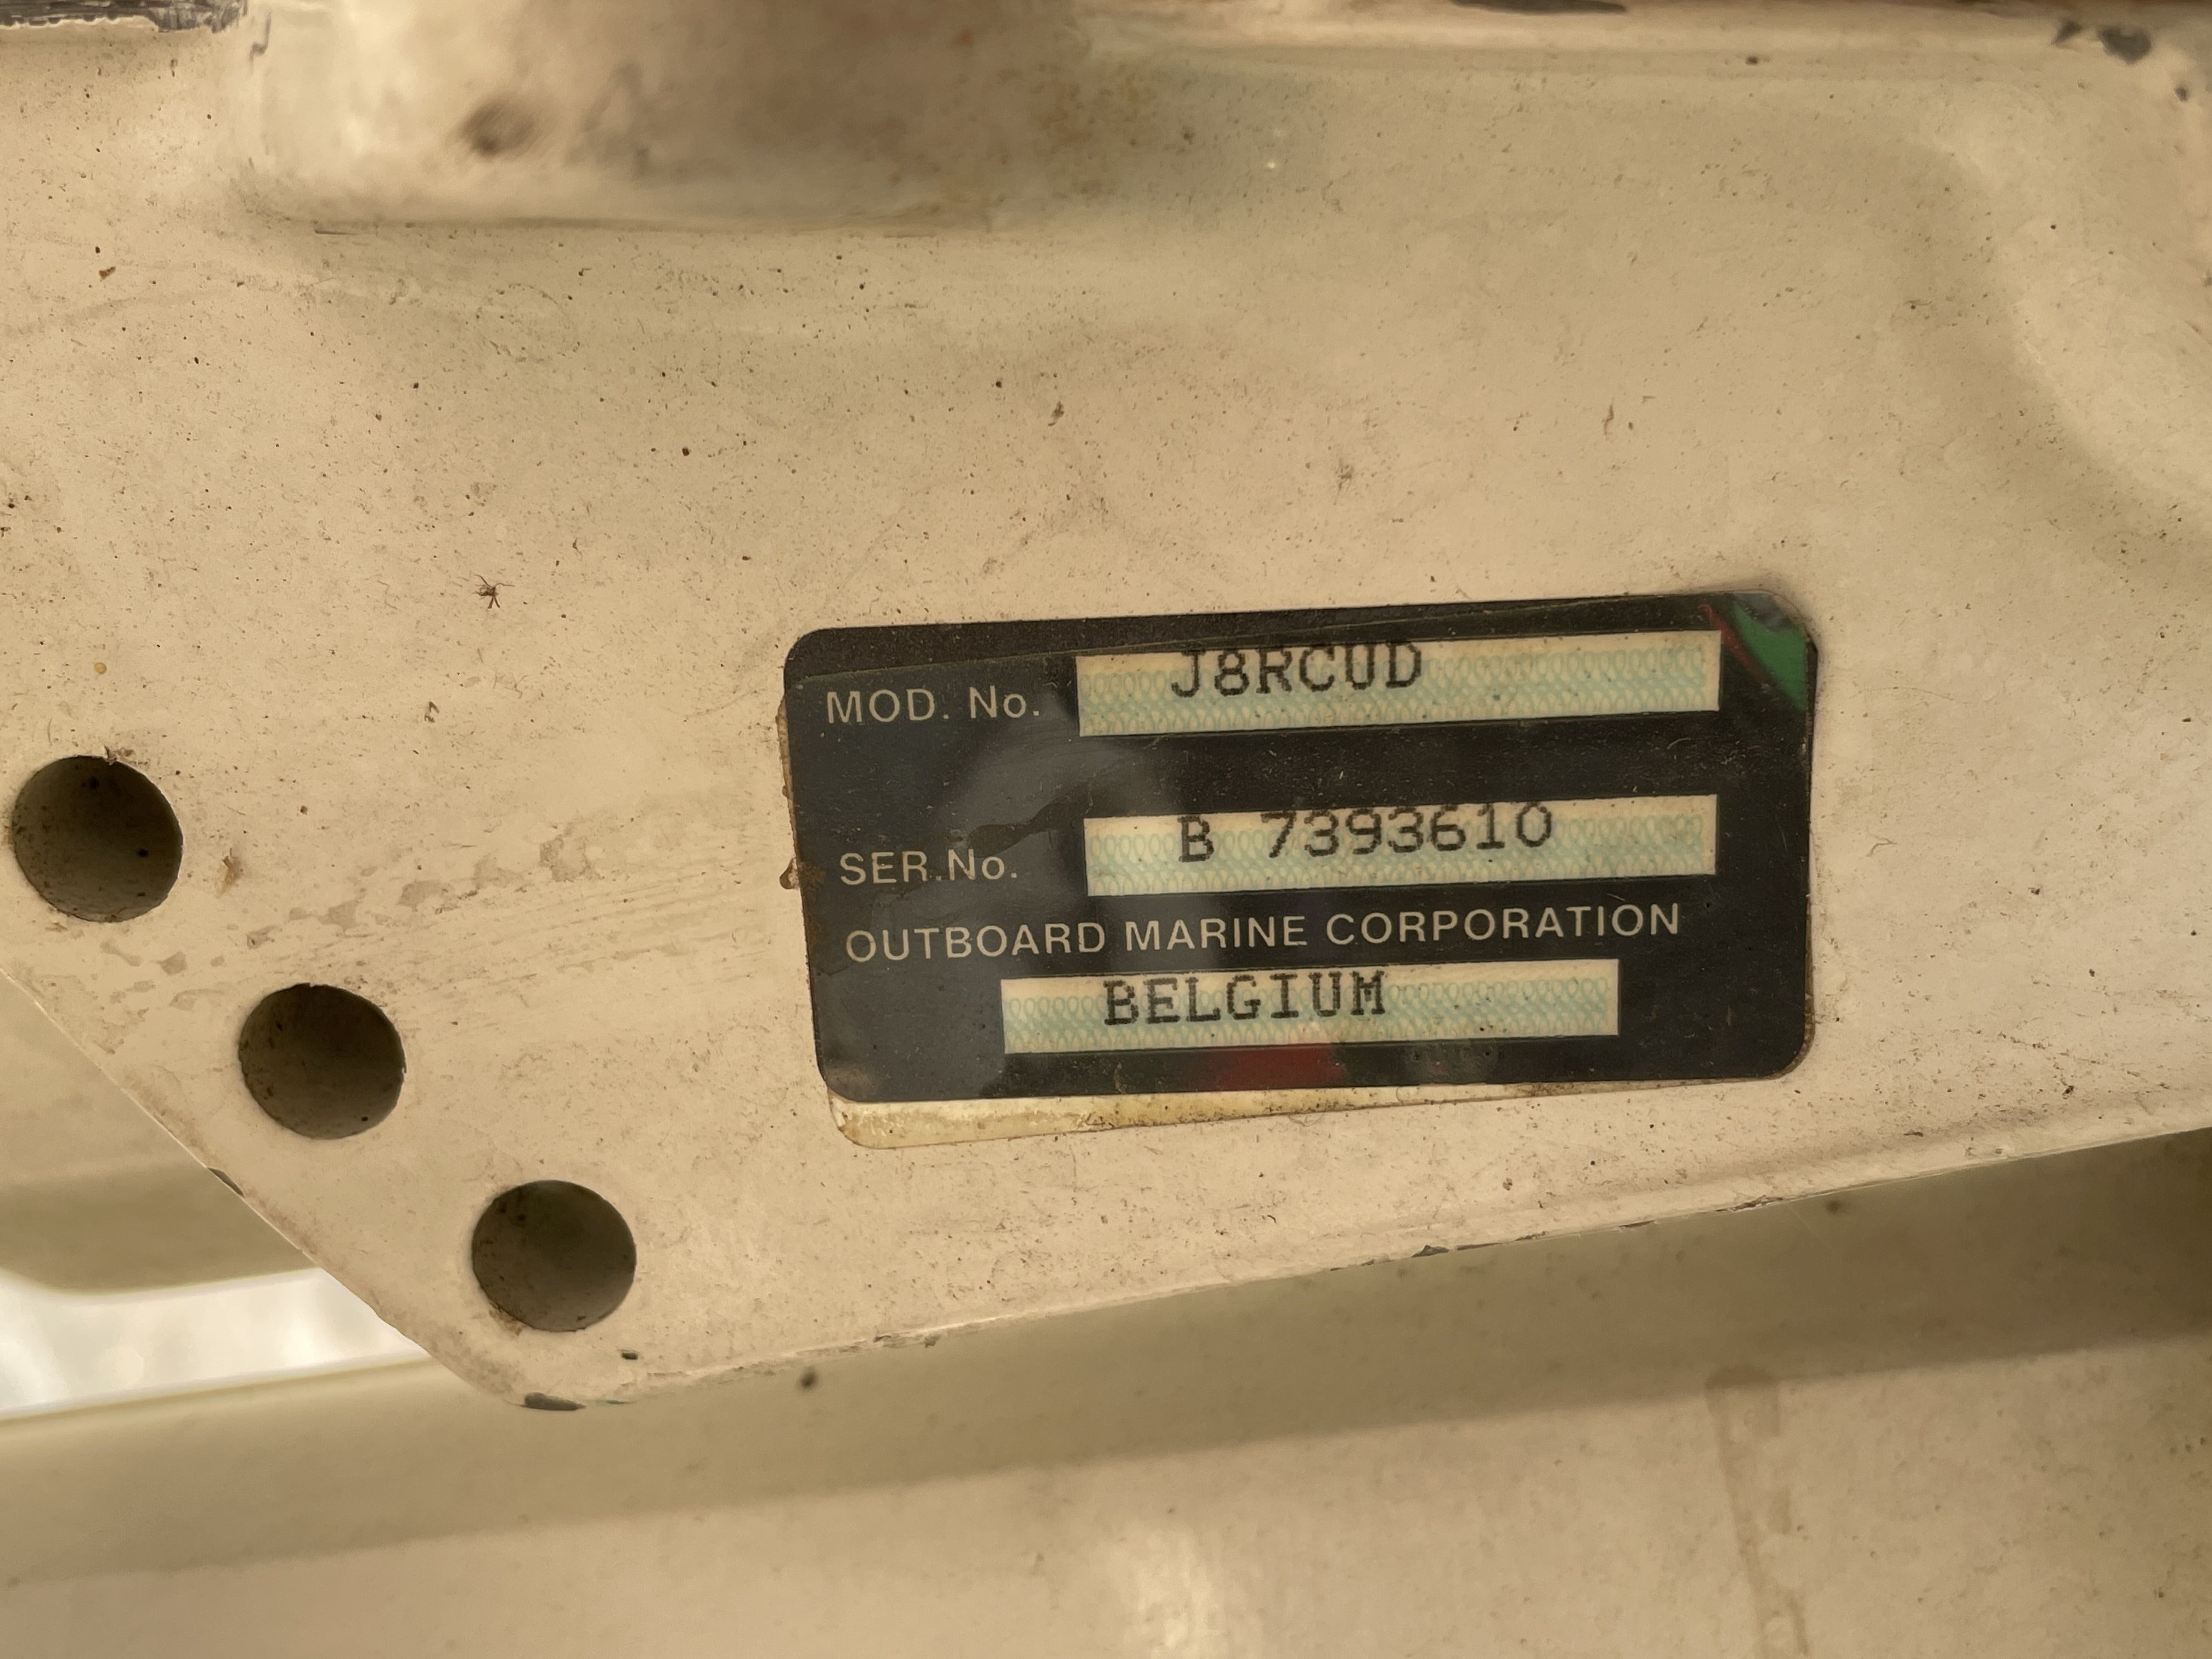 MOD. No. J8RCUD
SER.No. B 7393610
OUTBOARD MARINE CORPORATION
BELGIUM